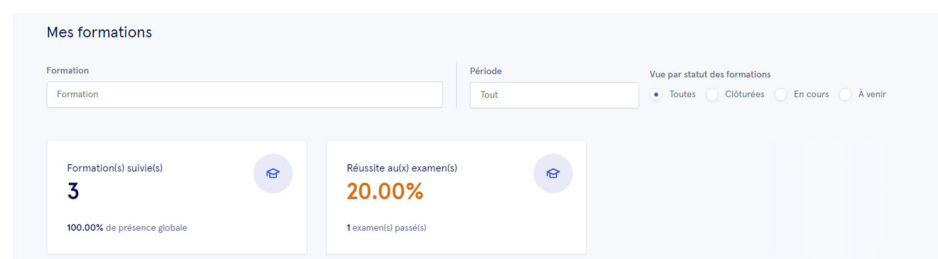 Mes formations
Formation
Formation
Période
Tout
Vue par statut des formations
Toutes Clôturées En cours À venir
Formation(s) suivie(s)
3
100.00% de présence globale
Réussite au(x) examen(s)
20.00%
1 examen(s) passé(s)